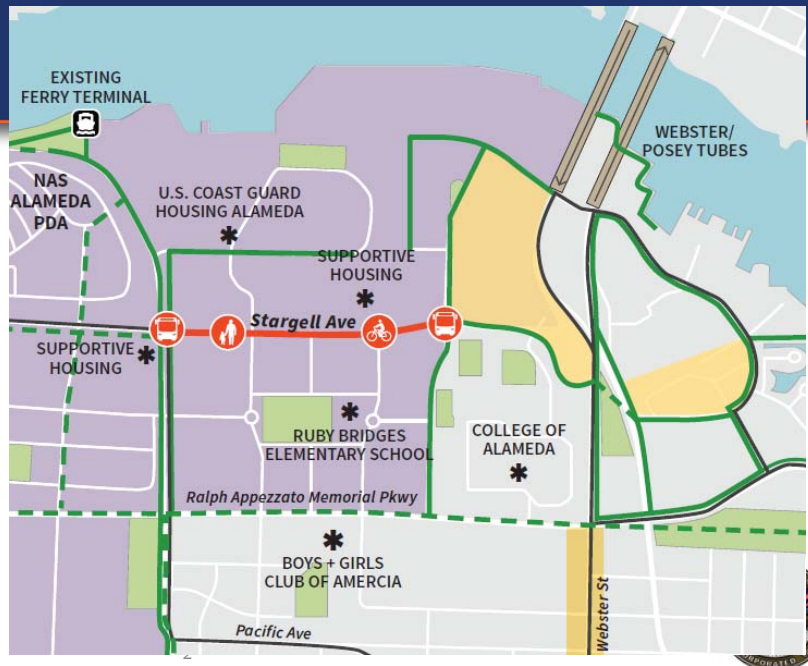 EXISTING
FERRY TERMINAL
WEBSTER/
POSEY TUBES
NAS
ALAMEDA
PDA
U.S. COAST GUARD
HOUSING ALAMEDA
SUPPORTIVE
HOUSING
Stargell Ave
SUPPORTIVE
HOUSING
RUBY BRIDGES
ELEMENTARY SCHOOL
COLLEGE OF
ALAMEDA
Ralph Appezzato Memorial Pkwy
BOYS + GIRLS
CLUB OF AMERCIA
Pacific Ave
Webster St
PORATED